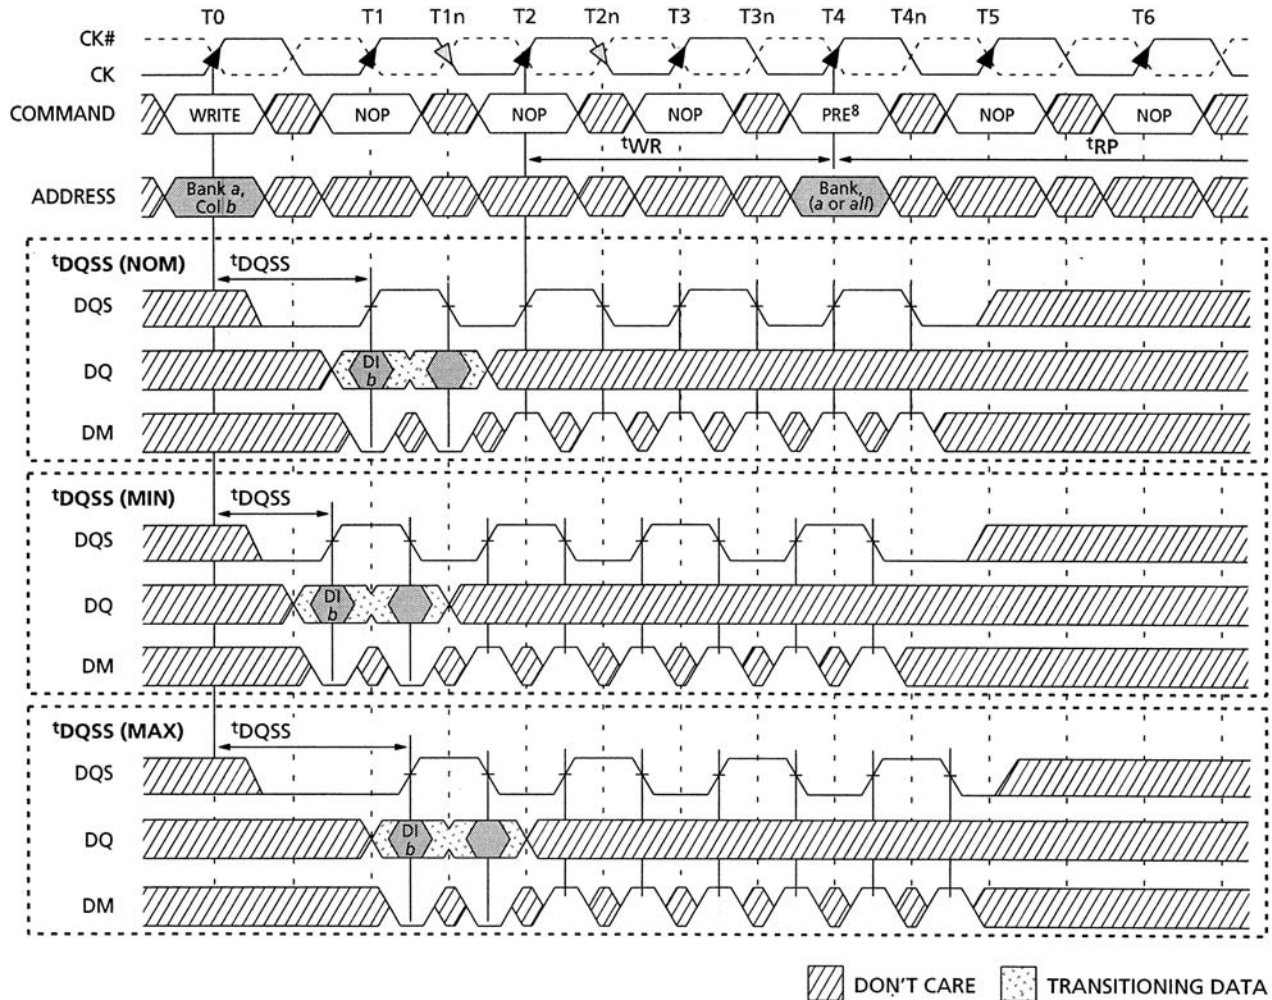 T0 T1 T1n T2 T2n T3 T3n T4 T4n T5 T6
CK#
CK
COMMAND WRITE NOP NOP NOP PRE8 NOP NOP
tWR tRP
ADDRESS Bank a, Col b Bank, (a or all)
tDQSS (NOM) tDQSS
DQS
DQ DI b
DM
tDQSS (MIN) tDQSS
DQS
DQ DI b
DM
tDQSS (MAX) tDQSS
DQS
DQ DI b
DM
DON'T CARE TRANSITIONING DATA